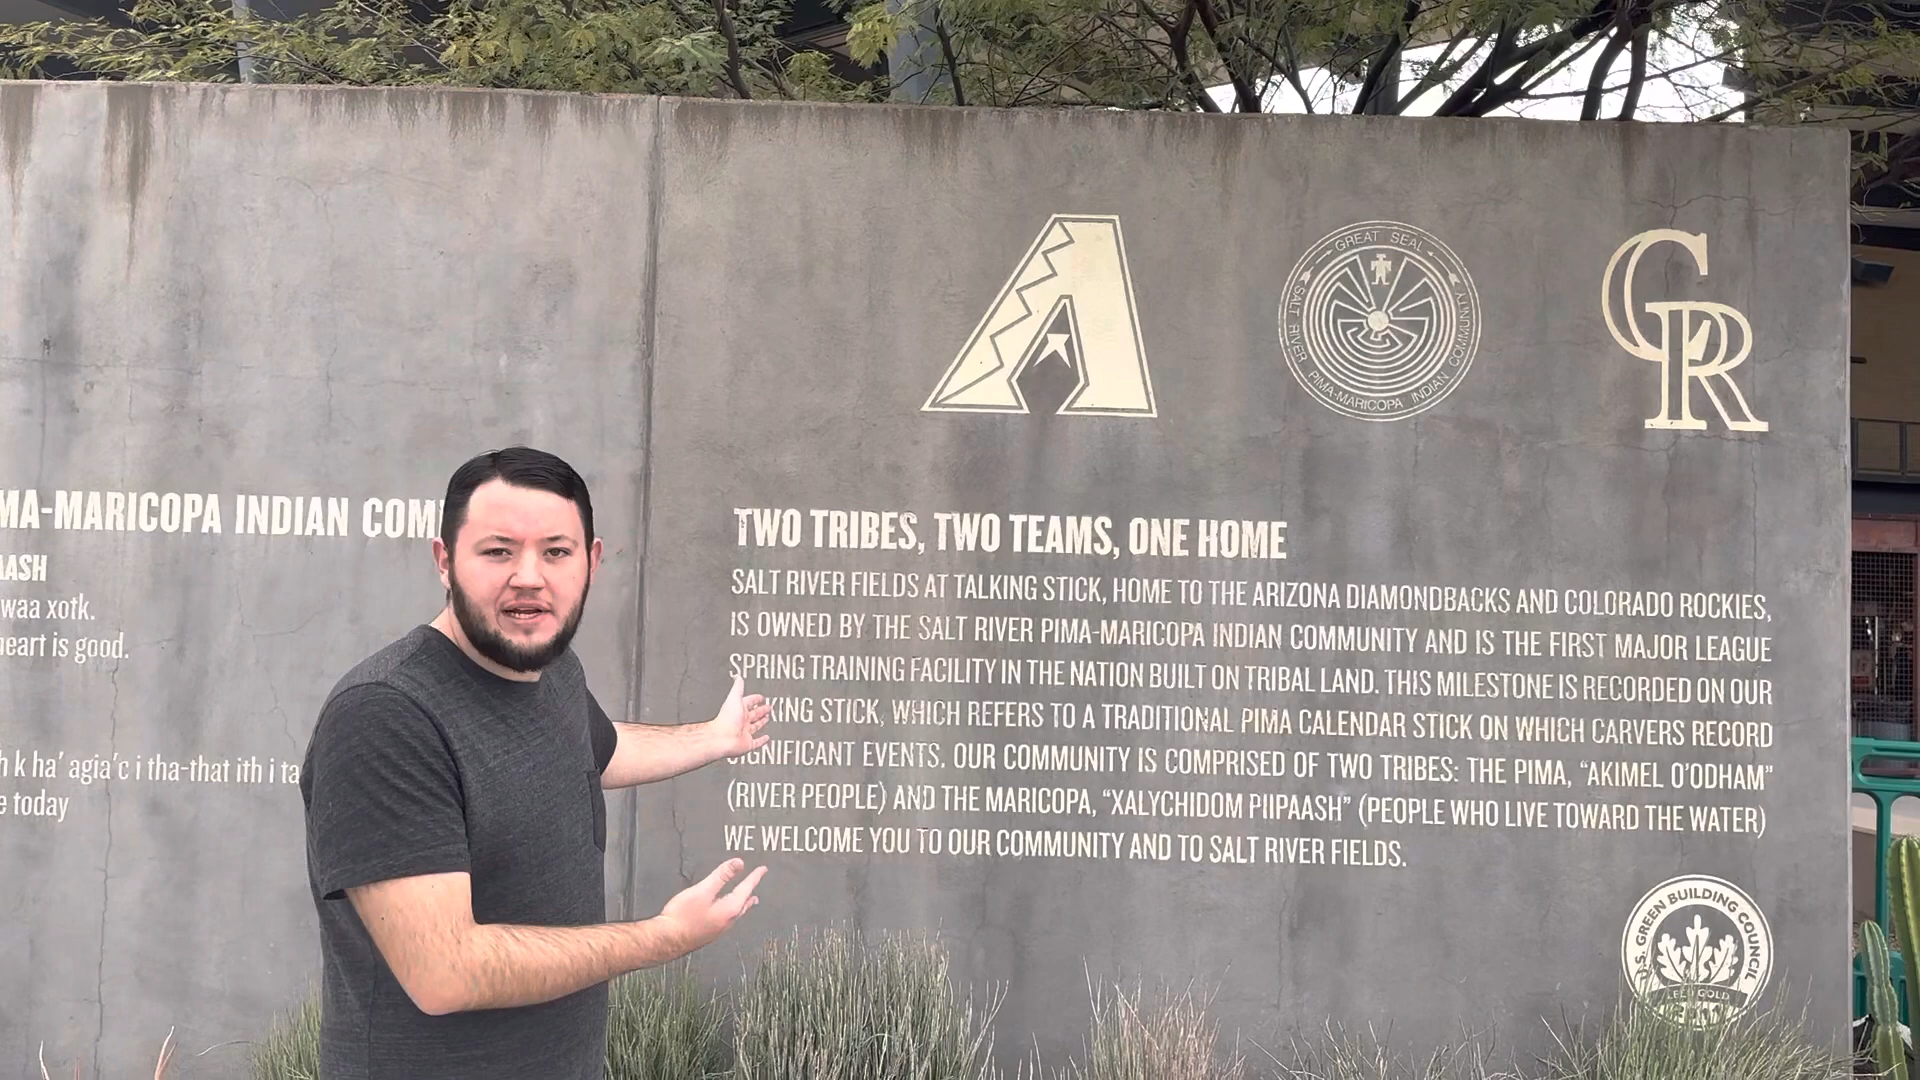 MA-MARICOPA INDIAN COM
AASH
waa xotk.
heart is good.
h k ha' agia'c i tha-that ith i ta
e today
A
GREAT SEAL
SALT RIVER PIMA-MARICOPA INDIAN COMMUNITY
CR
TWO TRIBES, TWO TEAMS, ONE HOME
SALT RIVER FIELDS AT TALKING STICK, HOME TO THE ARIZONA DIAMONDBACKS AND COLORADO ROCKIES,
IS OWNED BY THE SALT RIVER PIMA-MARICOPA INDIAN COMMUNITY AND IS THE FIRST MAJOR LEAGUE
SPRING TRAINING FACILITY IN THE NATION BUILT ON TRIBAL LAND. THIS MILESTONE IS RECORDED ON OUR
KING STICK, WHICH REFERS TO A TRADITIONAL PIMA CALENDAR STICK ON WHICH CARVERS RECORD
SIGNIFICANT EVENTS. OUR COMMUNITY IS COMPRISED OF TWO TRIBES: THE PIMA, “AKIMEL O’ODHAM”
(RIVER PEOPLE) AND THE MARICOPA, “XALYCHIDOM PIIPAASH” (PEOPLE WHO LIVE TOWARD THE WATER)
WE WELCOME YOU TO OUR COMMUNITY AND TO SALT RIVER FIELDS.
U.S. GREEN BUILDING COUNCIL
LEED GOLD